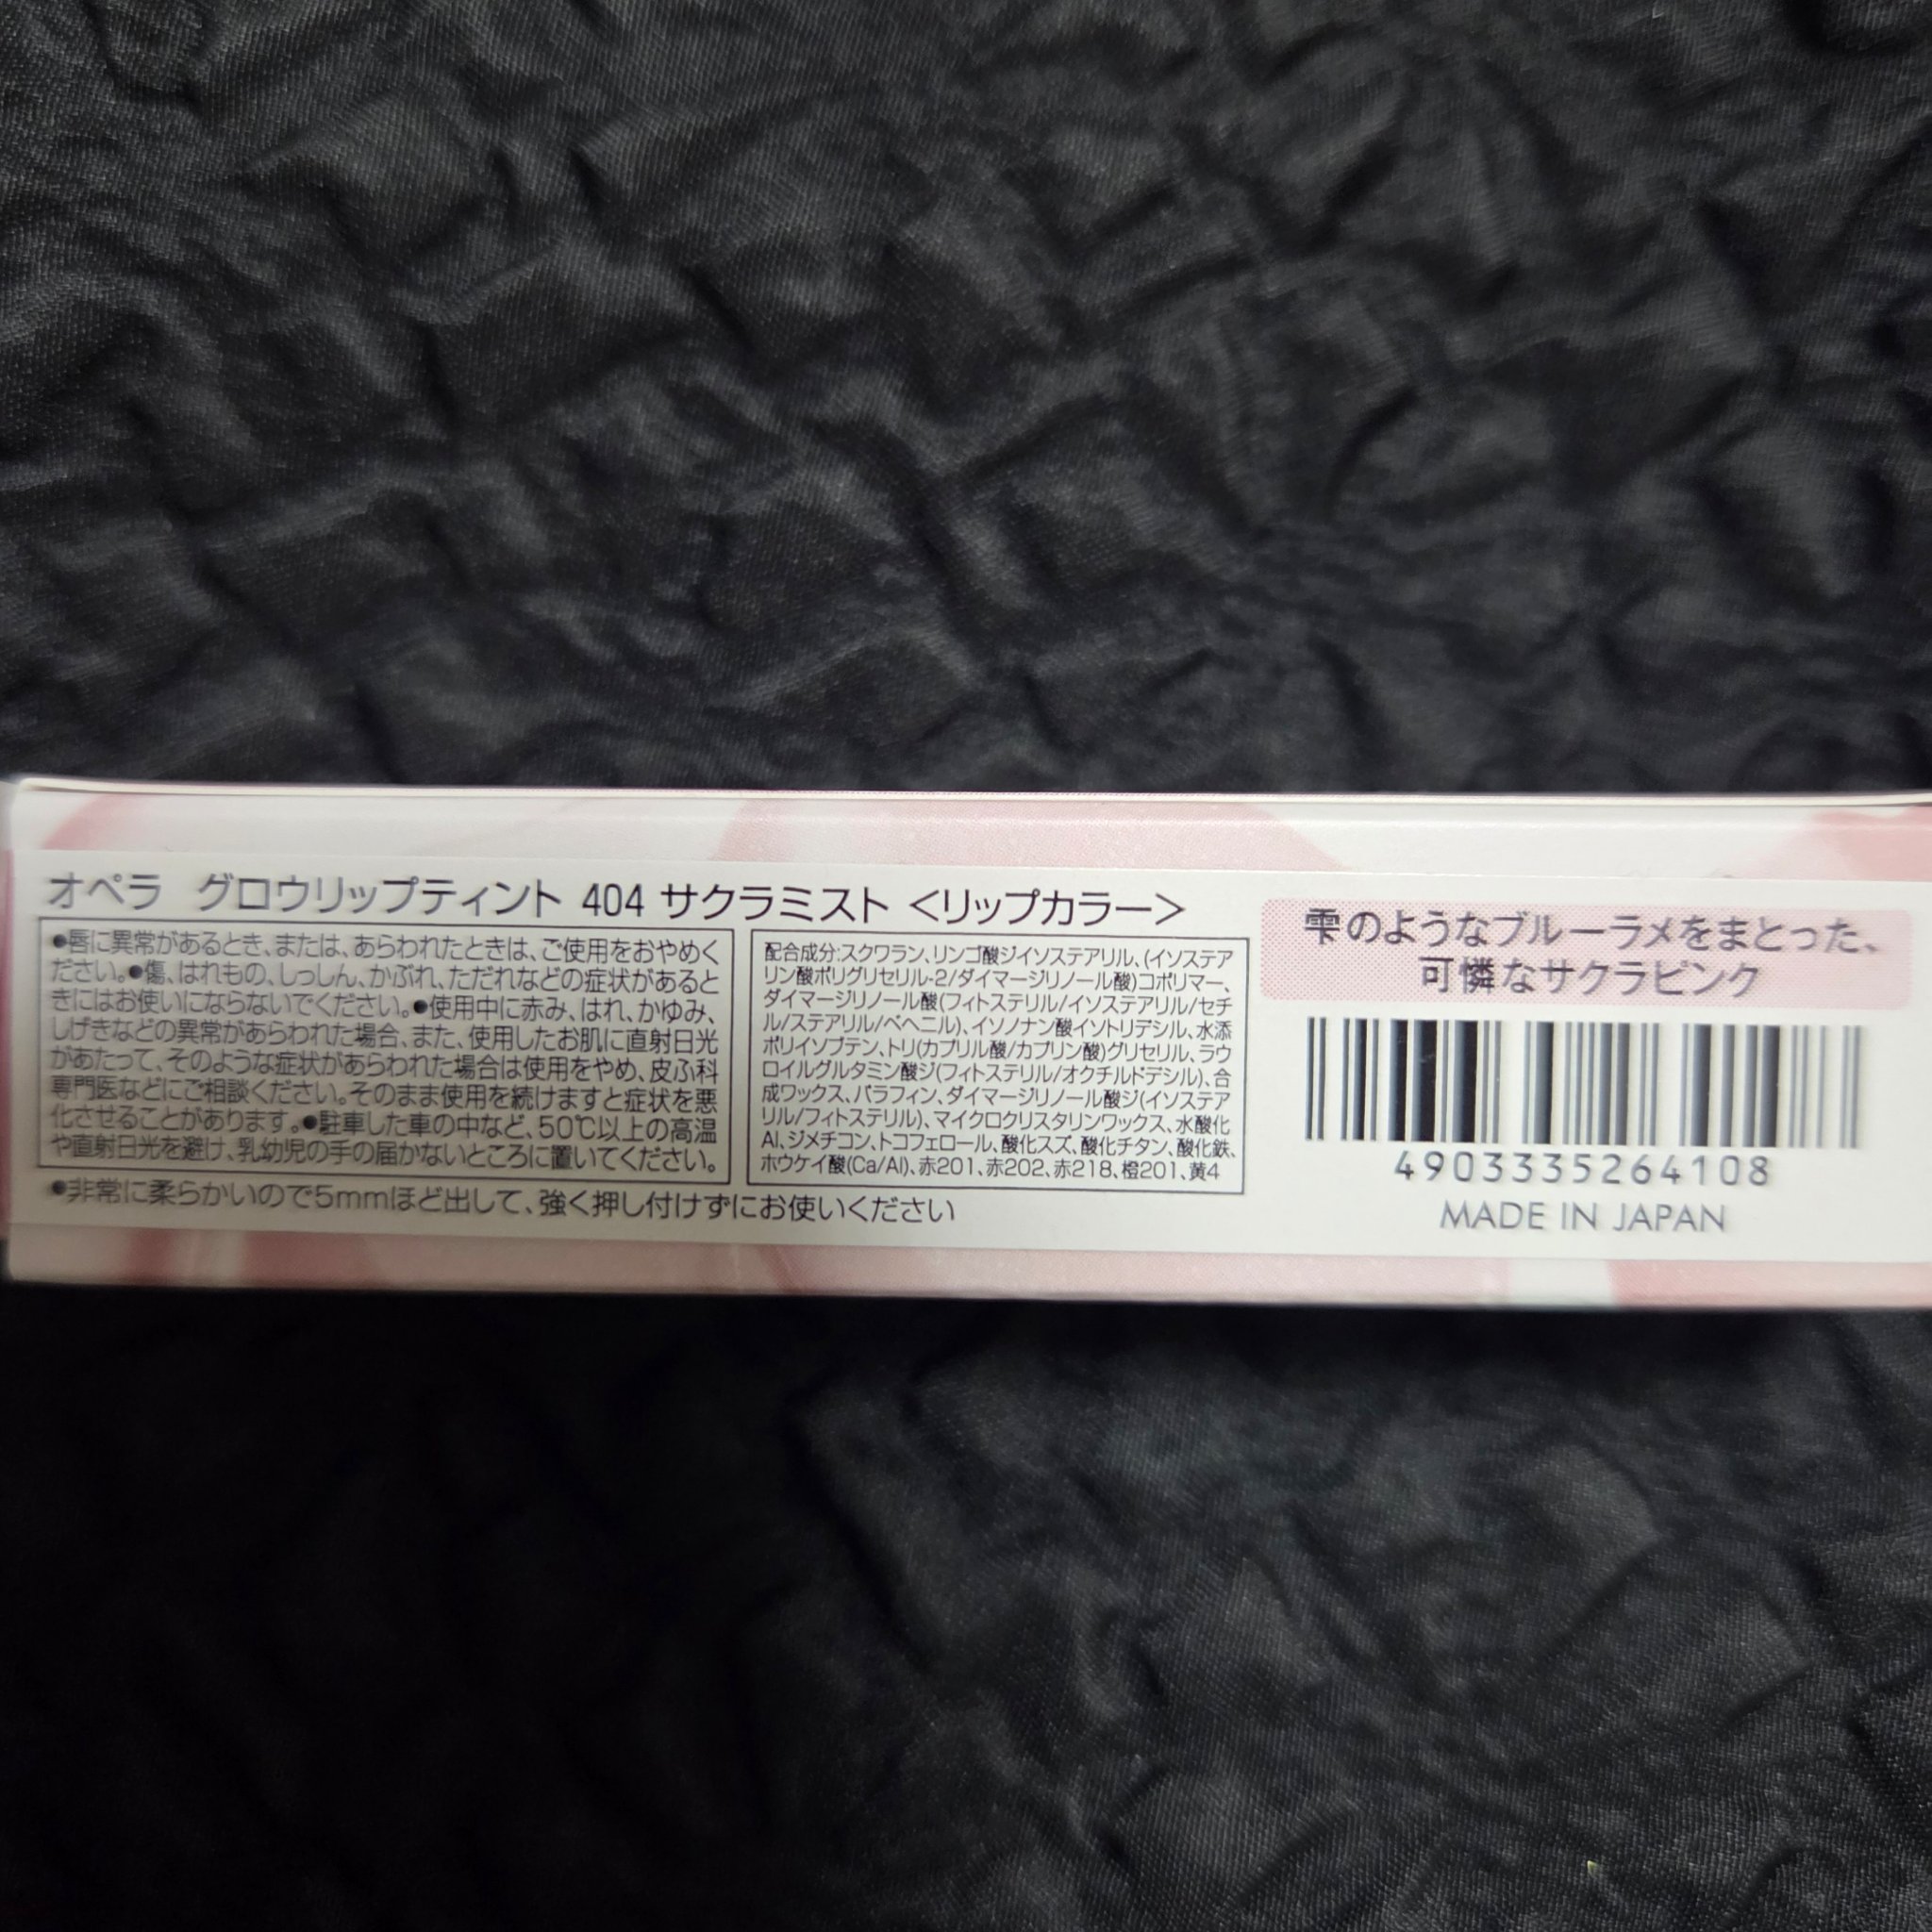 オペラ グロウリップティント 404 サクラミスト <リップカラー>
●唇に異常があるとき、または、あらわれたときは、ご使用をおやめく
ださい。●傷、はれもの、しっしん、かぶれ、ただれなどの症状があると
きにはお使いにならないでください。●使用中に赤み、はれ、かゆみ、
しげきなどの異常があらわれた場合、また、使用したお肌に直射日光
があたって、そのような症状があらわれた場合は使用をやめ、皮ふ科
専門医などにご相談ください。そのまま使用を続けますと症状を悪
化させることがあります。●駐車した車の中など、50℃以上の高温
や直射日光を避け、乳幼児の手の届かないところに置いてください。
●非常に柔らかいので5mmほど出して、強く押し付けずにお使いください
配合成分:スクワラン、リンゴ酸ジイソステアリル、(イソステア
リン酸ポリグリセリル-2/ダイマージリノール酸)コポリマー、
ダイマージリノール酸(フィトステリル/イソステアリル/セチ
ル/ステアリル/ベヘニル)、イソノナン酸イソトリデシル、水添
ポリイソブテン、トリ(カプリル酸/カプリン酸)グリセリル、ラウ
ロイルグルタミン酸ジ(フィトステリル/オクチルドデシル)、合
成ワックス、パラフィン、ダイマージリノール酸ジ(イソステア
リル/フィトステリル)、マイクロクリスタリンワックス、水酸化
Al、ジメチコン、トコフェロール、酸化スズ、酸化チタン、酸化鉄、
ホウケイ酸(Ca/Al)、赤201、赤202、赤218、橙201、黄4
雫のようなブルーラメをまとった、
可憐なサクラピンク
4903335264108
MADE IN JAPAN